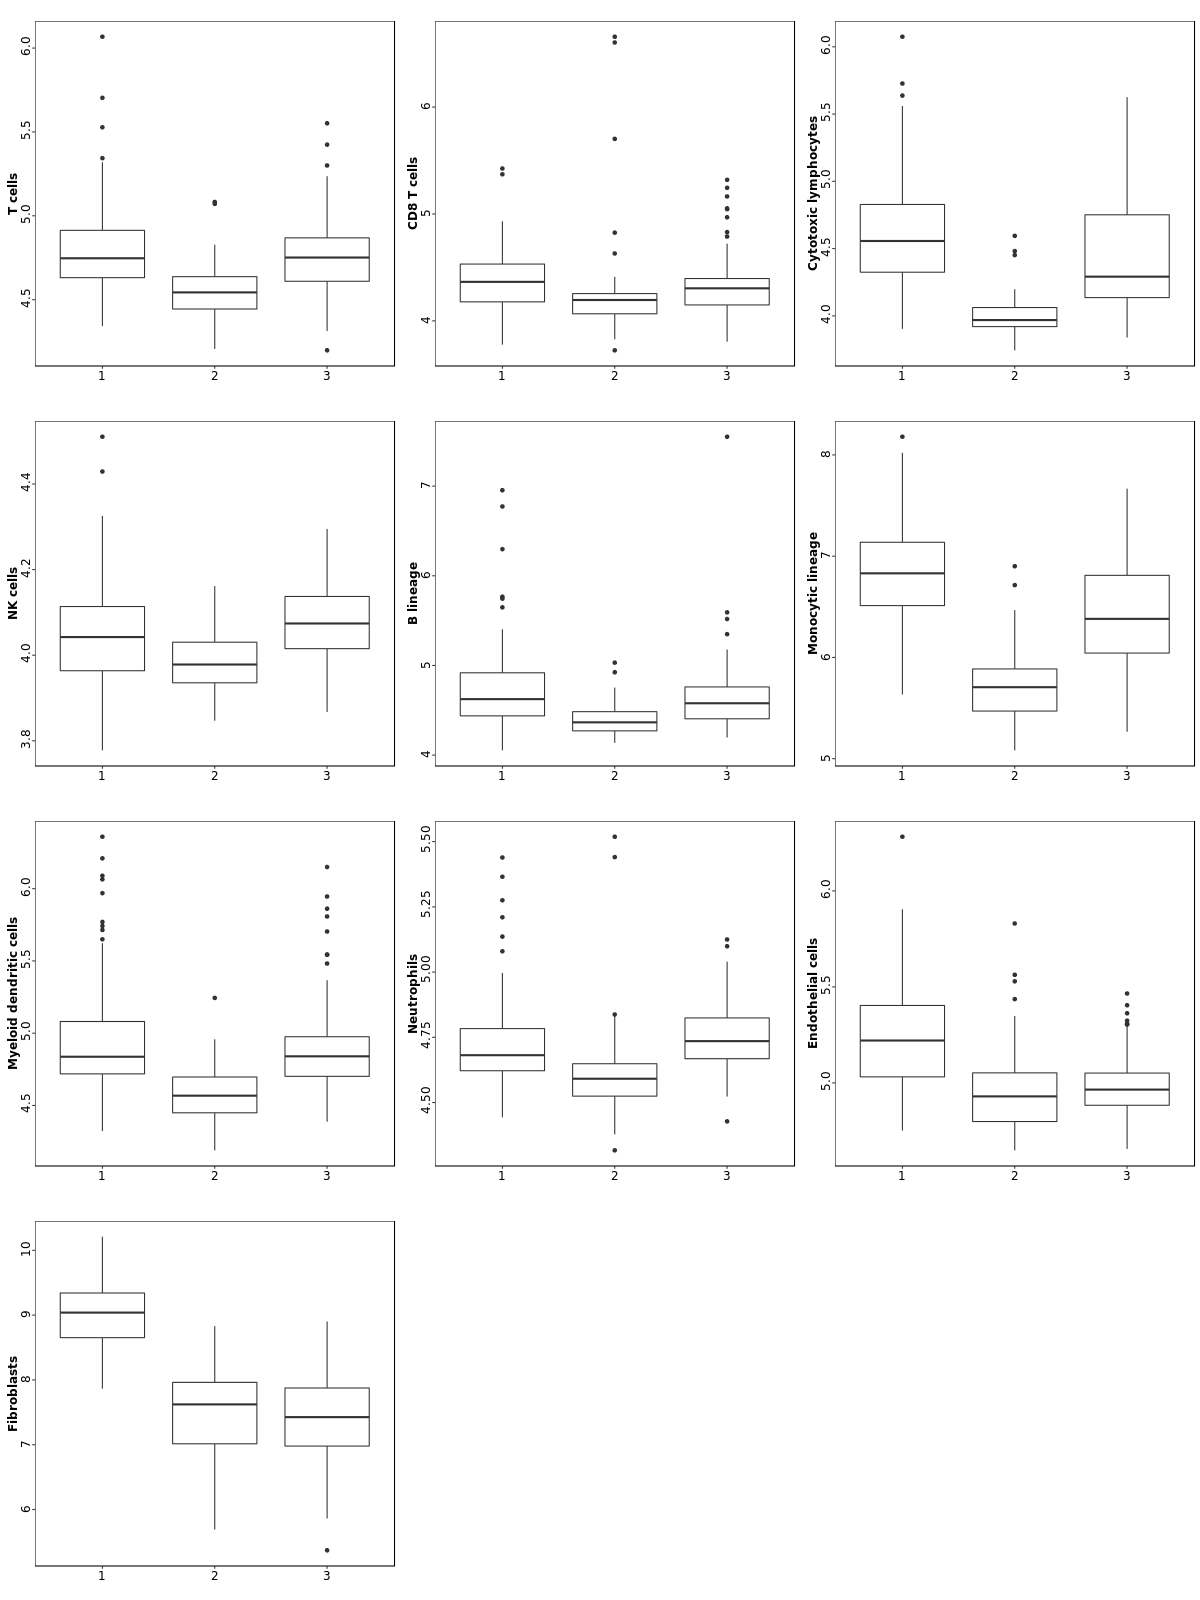 T cells
4.5 5.0 5.5 6.0
1 2 3
CD8 T cells
4 5 6
1 2 3
Cytotoxic lymphocytes
4.0 4.5 5.0 5.5 6.0
1 2 3
NK cells
3.8 4.0 4.2 4.4
1 2 3
B lineage
4 5 6 7
1 2 3
Monocytic lineage
5 6 7 8
1 2 3
Myeloid dendritic cells
4.5 5.0 5.5 6.0
1 2 3
Neutrophils
4.50 4.75 5.00 5.25 5.50
1 2 3
Endothelial cells
5.0 5.5 6.0
1 2 3
Fibroblasts
6 7 8 9 10
1 2 3